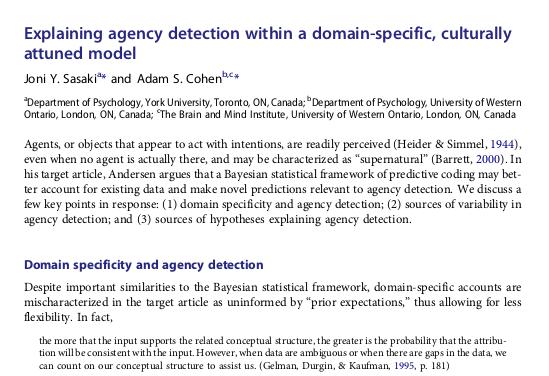 Explaining agency detection within a domain-specific, culturally
attuned model
Joni Y. Sasakia* and Adam S. Cohenb,c*
aDepartment of Psychology, York University, Toronto, ON, Canada; bDepartment of Psychology, University of Western
Ontario, London, ON, Canada; cThe Brain and Mind Institute, University of Western Ontario, London, ON, Canada
Agents, or objects that appear to act with intentions, are readily perceived (Heider & Simmel, 1944),
even when no agent is actually there, and may be characterized as “supernatural” (Barrett, 2000). In
his target article, Andersen argues that a Bayesian statistical framework of predictive coding may bet-
ter account for existing data and make novel predictions relevant to agency detection. We discuss a
few key points in response: (1) domain specificity and agency detection; (2) sources of variability in
agency detection; and (3) sources of hypotheses explaining agency detection.
Domain specificity and agency detection
Despite important similarities to the Bayesian statistical framework, domain-specific accounts are
mischaracterized in the target article as uninformed by “prior expectations,” thus allowing for less
flexibility. In fact,
the more that the input supports the related conceptual structure, the greater is the probability that the attribu-
tion will be consistent with the input. However, when data are ambiguous or when there are gaps in the data, we
can count on our conceptual structure to assist us. (Gelman, Durgin, & Kaufman, 1995, p. 181)